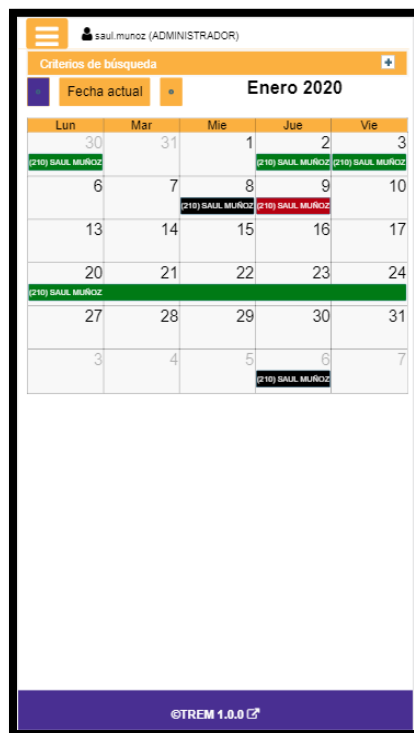 saul.munoz (ADMINISTRADOR)
Criterios de búsqueda
Fecha actual
Enero 2020
Lun Mar Mie Jue Vie
30 31 1 2 3
(210) SAUL MUÑOZ (210) SAUL MUÑOZ (210) SAUL MUÑOZ
6 7 8 9 10
(210) SAUL MUÑOZ (210) SAUL MUÑOZ
13 14 15 16 17
20 21 22 23 24
(210) SAUL MUÑOZ
27 28 29 30 31
3 4 5 6 7
(210) SAUL MUÑOZ
©TREM 1.0.0